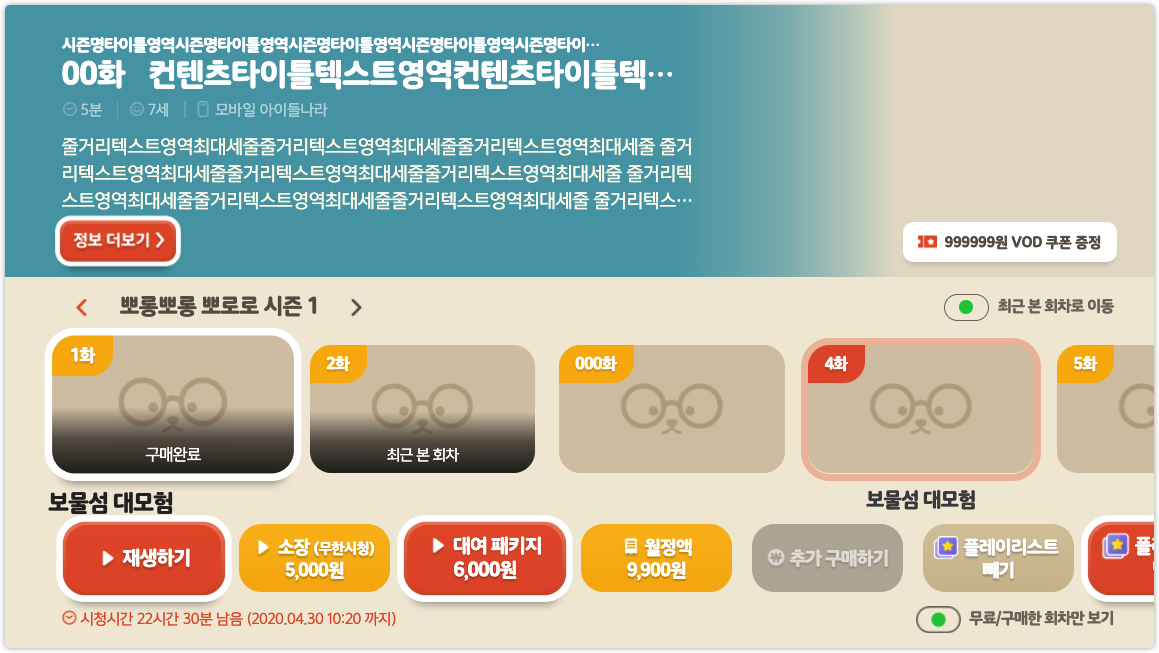 시즌명타이틀영역시즌명타이틀영역시즌명타이틀영역시즌명타이틀영역시즌명타이…
00화 컨텐츠타이틀텍스트영역컨텐츠타이틀텍…
5분 7세 모바일 아이들나라
줄거리텍스트영역최대세줄줄거리텍스트영역최대세줄줄거리텍스트영역최대세줄 줄거
리텍스트영역최대세줄줄거리텍스트영역최대세줄줄거리텍스트영역최대세줄 줄거리텍
스트영역최대세줄줄거리텍스트영역최대세줄줄거리텍스트영역최대세줄 줄거리텍스…
정보 더보기
999999원 VOD 쿠폰 증정
뽀롱뽀롱 뽀로로 시즌 1
최근 본 회차로 이동
1화
2화
000화
4화
5화
구매완료
최근 본 회차
보물섬 대모험
보물섬 대모험
재생하기
소장 (무한시청)
5,000원
대여 패키지
6,000원
월정액
9,900원
추가 구매하기
플레이리스트
빼기
시청시간 22시간 30분 남음 (2020.04.30 10:20 까지)
무료/구매한 회차만 보기